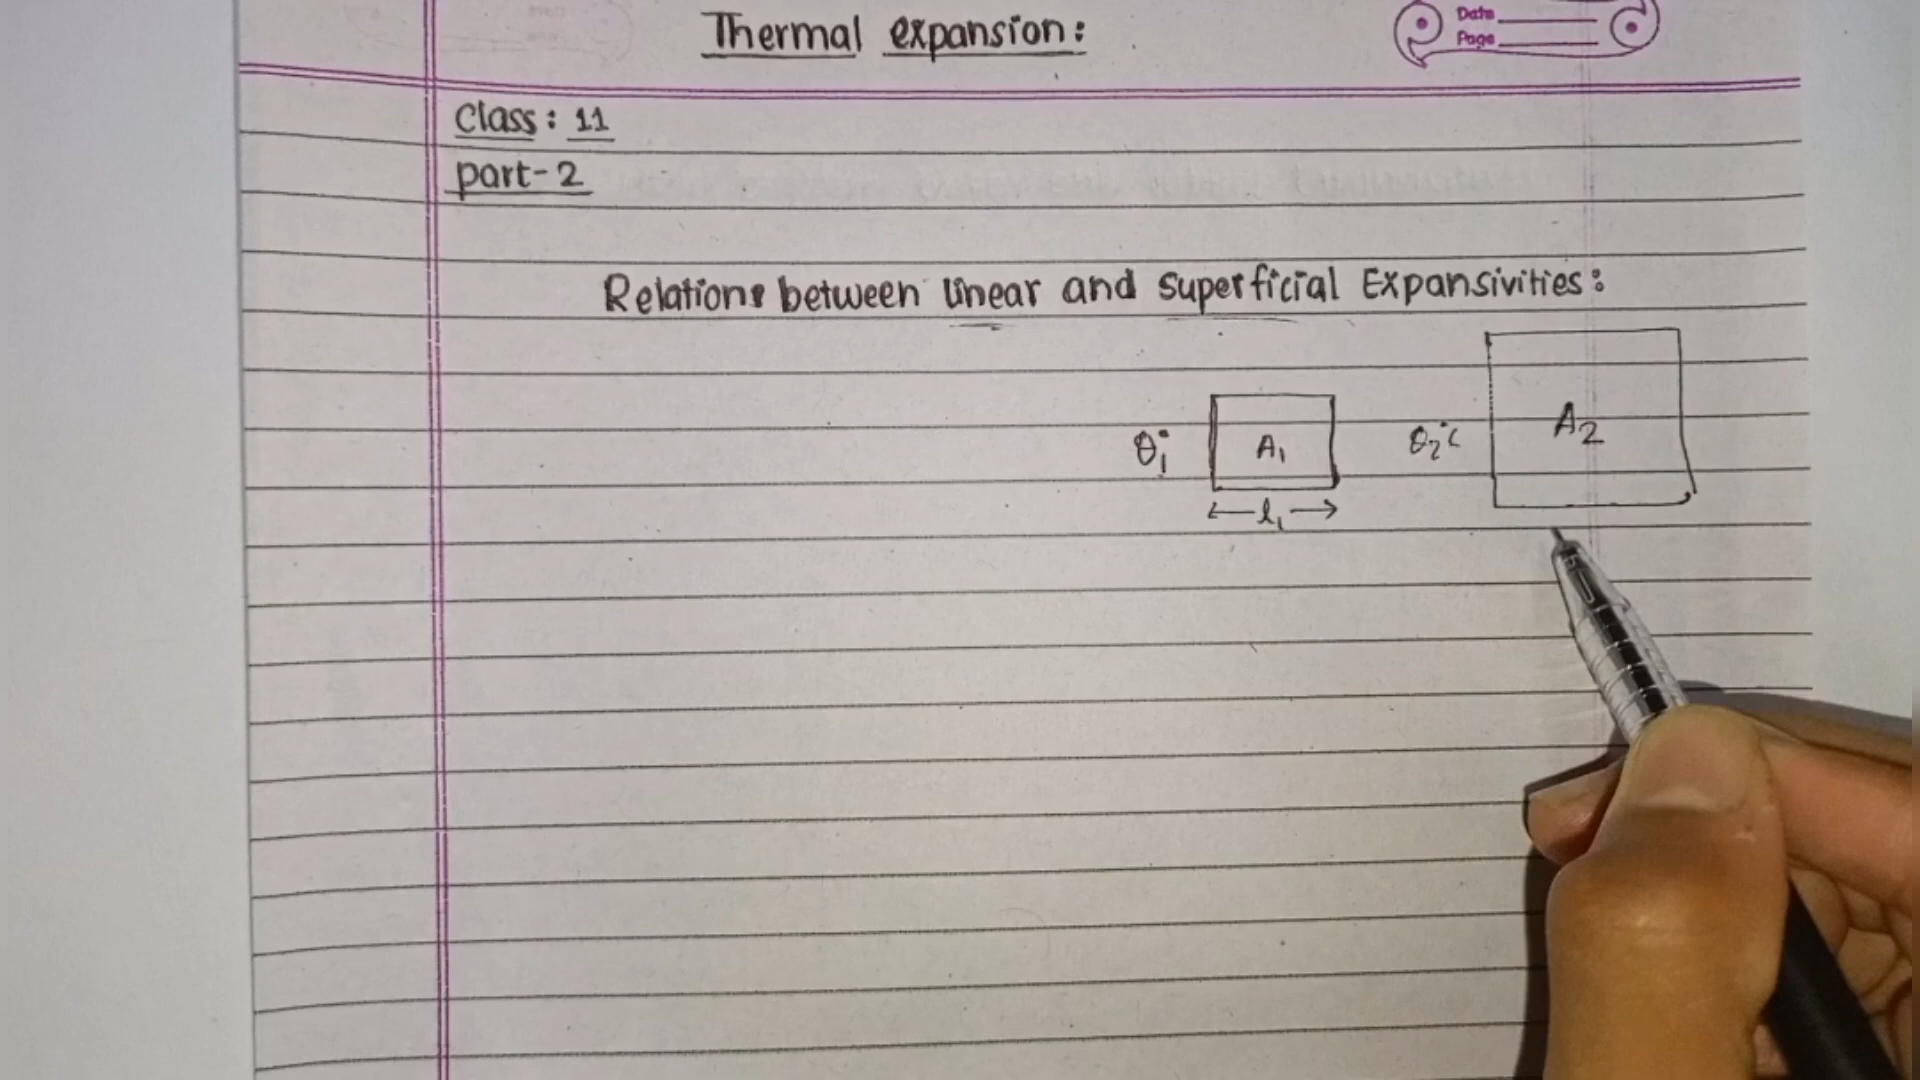 Thermal expansion:
Date
Page
Class: 11
part-2
Relations between linear and superficial Expansivities:
θ₁° A₁ θ₂°c A₂
l₁